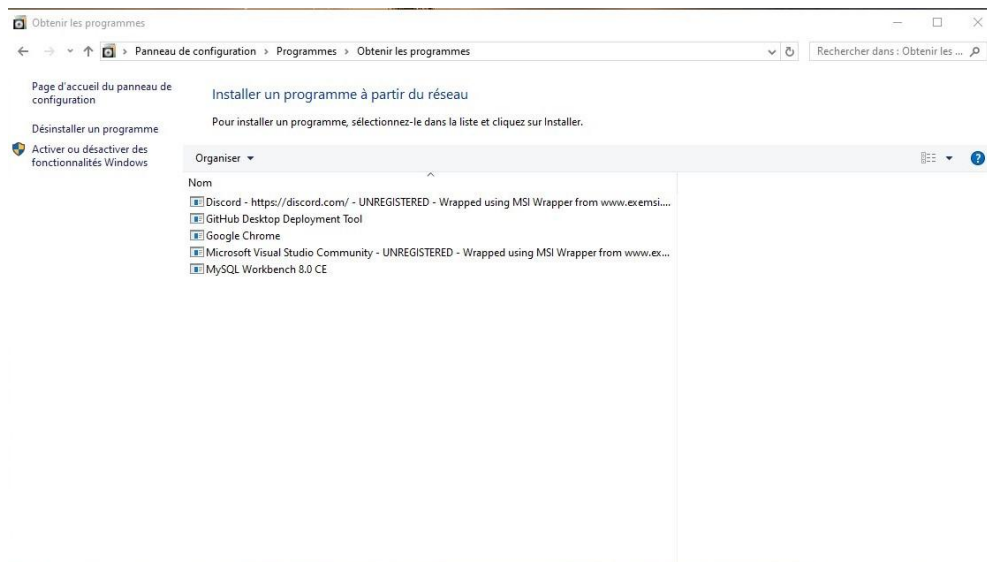 Obtenir les programmes
Panneau de configuration > Programmes > Obtenir les programmes
Rechercher dans : Obtenir les ...
Page d'accueil du panneau de
configuration
Désinstaller un programme
Activer ou désactiver des
fonctionnalités Windows
Installer un programme à partir du réseau
Pour installer un programme, sélectionnez-le dans la liste et cliquez sur Installer.
Organiser
Nom
Discord - https://discord.com/ - UNREGISTERED - Wrapped using MSI Wrapper from www.exemsi....
GitHub Desktop Deployment Tool
Google Chrome
Microsoft Visual Studio Community - UNREGISTERED - Wrapped using MSI Wrapper from www.ex...
MySQL Workbench 8.0 CE